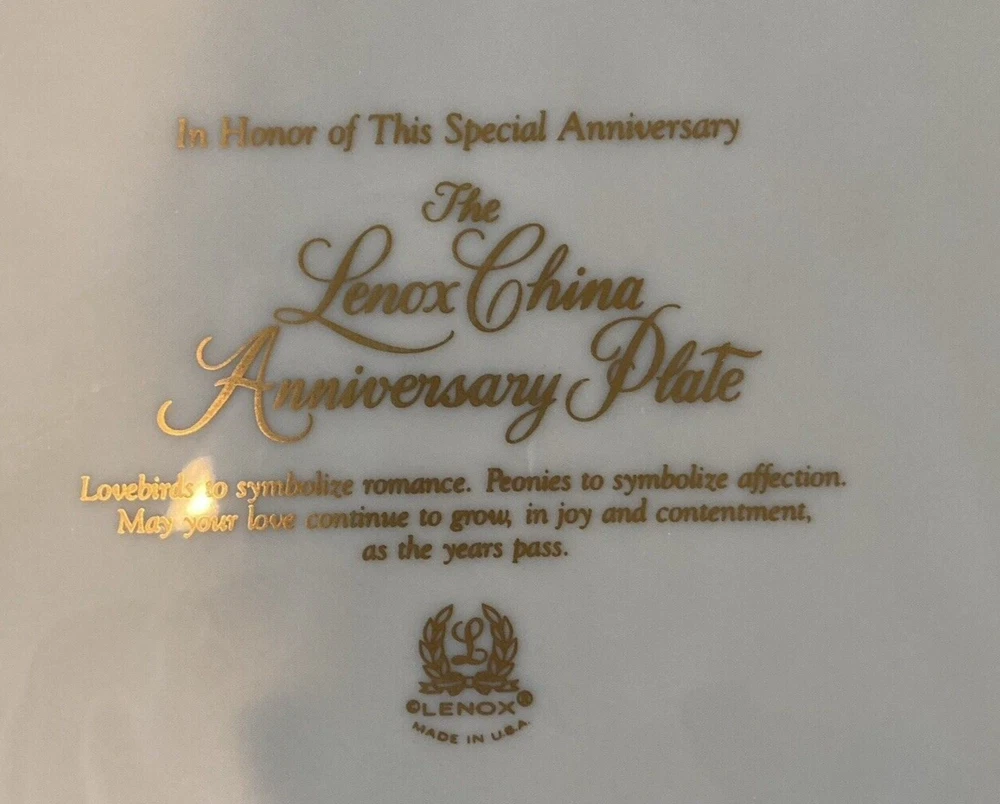 In Honor of This Special Anniversary
The
Lenox China
Anniversary Plate
Lovebirds to symbolize romance. Peonies to symbolize affection.
May your love continue to grow, in joy and contentment,
as the years pass.
L
©LENOX®
MADE IN U.S.A.